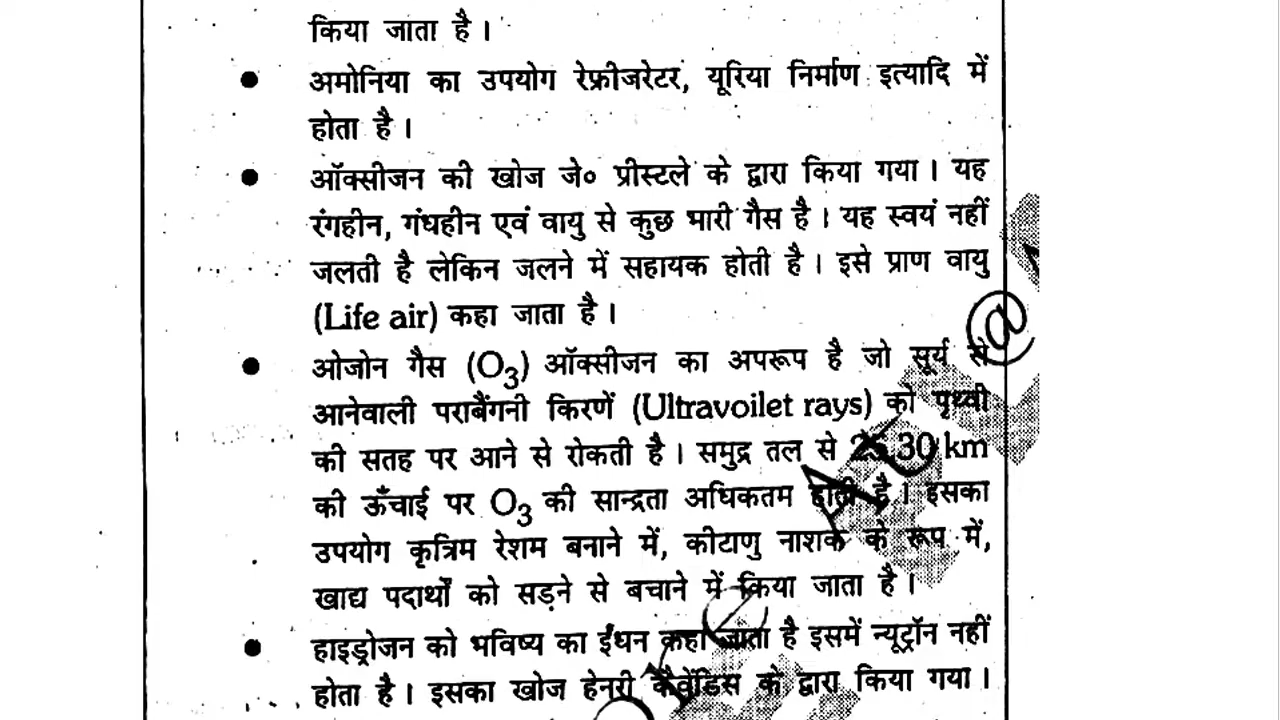 किया जाता है।
● अमोनिया का उपयोग रेफ्रीजरेटर, यूरिया निर्माण इत्यादि में
होता है।
● ऑक्सीजन की खोज जे० प्रीस्टले के द्वारा किया गया। यह
रंगहीन, गंधहीन एवं वायु से कुछ भारी गैस है। यह स्वयं नहीं
जलती है लेकिन जलने में सहायक होती है। इसे प्राण वायु
(Life air) कहा जाता है।
● ओजोन गैस (O3) ऑक्सीजन का अपरूप है जो सूर्य से
आनेवाली पराबैंगनी किरणें (Ultravoilet rays) को पृथ्वी
की सतह पर आने से रोकती है। समुद्र तल से 25,30 km
की ऊँचाई पर O3 की सान्द्रता अधिकतम होती है। इसका
उपयोग कृत्रिम रेशम बनाने में, कीटाणु नाशक के रूप में,
खाद्य पदार्थों को सड़ने से बचाने में किया जाता है।
● हाइड्रोजन को भविष्य का ईंधन कहा जाता है इसमें न्यूट्रॉन नहीं
होता है। इसका खोज हेनरी कैवेंडिस के द्वारा किया गया।